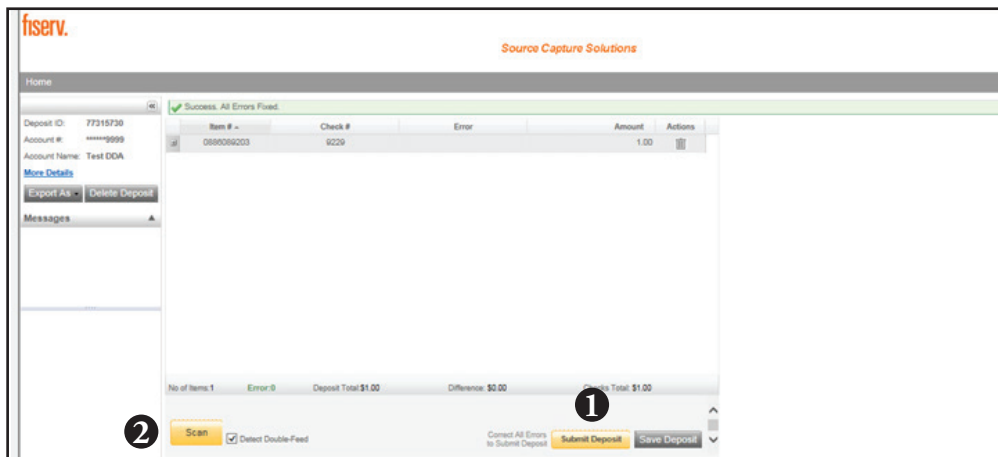 fiserv.
Source Capture Solutions
Home
Success. All Errors Fixed.
Deposit ID: 77315730
Account #: ******9999
Account Name: Test DDA
More Details
Export As Delete Deposit
Messages
Item # Check # Error Amount Actions
0686089203 9229 1.00
No of Items:1 Error:0 Deposit Total:$1.00 Difference: $0.00 Checks Total: $1.00
1
2
Scan
Detect Double-Feed
Correct All Errors
to Submit Deposit
Submit Deposit
Save Deposit